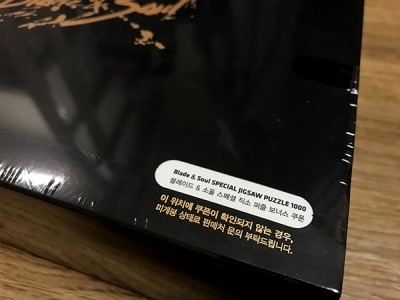 Soul
Blade & Soul SPECIAL JIGSAW PUZZLE 1000
블레이드 & 소울 스페셜 직소 퍼즐 보너스 쿠폰
이 위치에 쿠폰이 확인되지 않는 경우,
미개봉 상태로 판매처 문의 부탁드립니다.